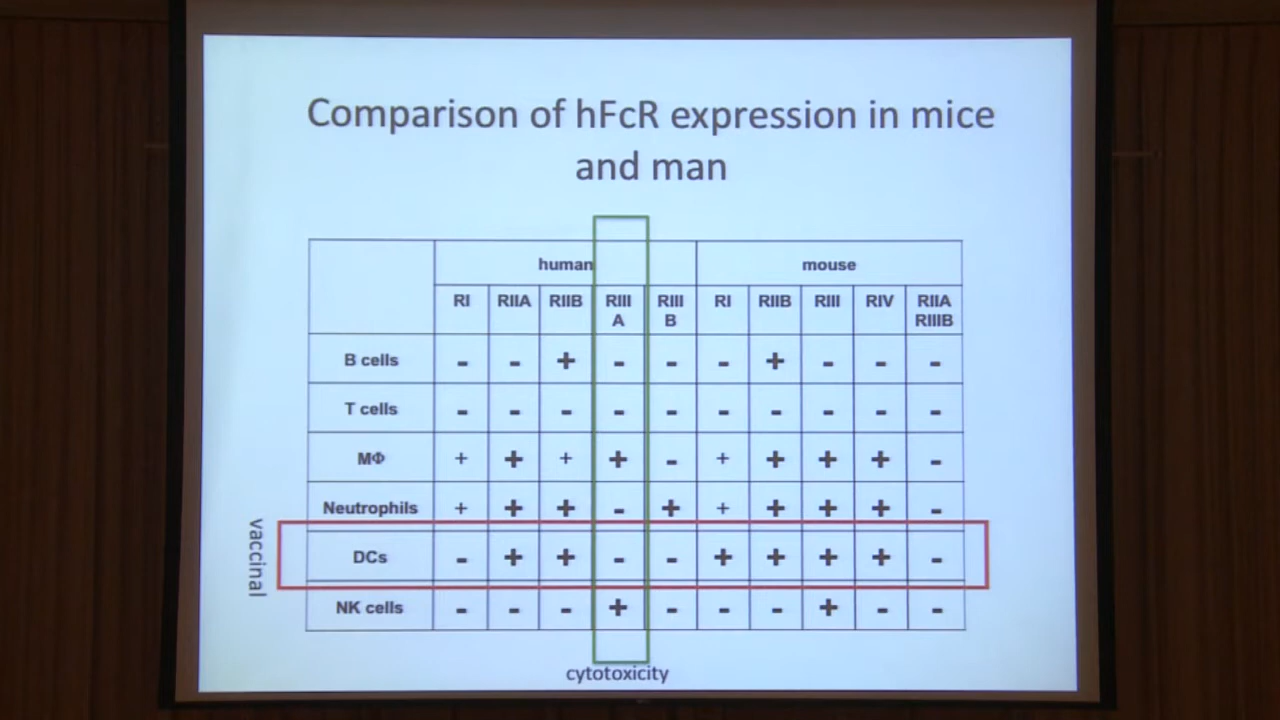 Comparison of hFcR expression in mice
and man
human mouse
RI RIIA RIIB RIII A RIII B RI RIIB RIII RIV RIIA RIIIB
B cells - - + - - - + - - -
T cells - - - - - - - - - -
MΦ + + + + - + + + + -
Neutrophils + + + - + + + + + -
vaccinal
DCs - + + - - + + + + -
NK cells - - - + - - - + - -
cytotoxicity